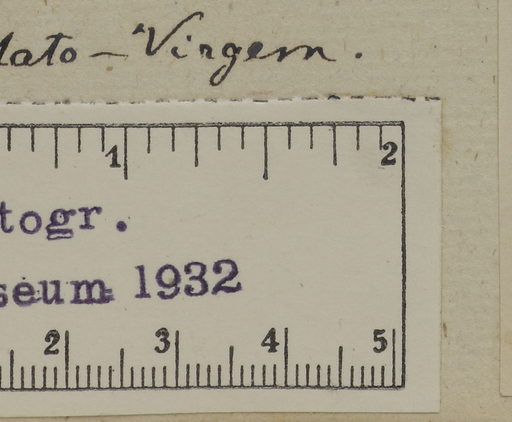 Mato-Virgem.
1 2
togr.
seum 1932
2 3 4 5